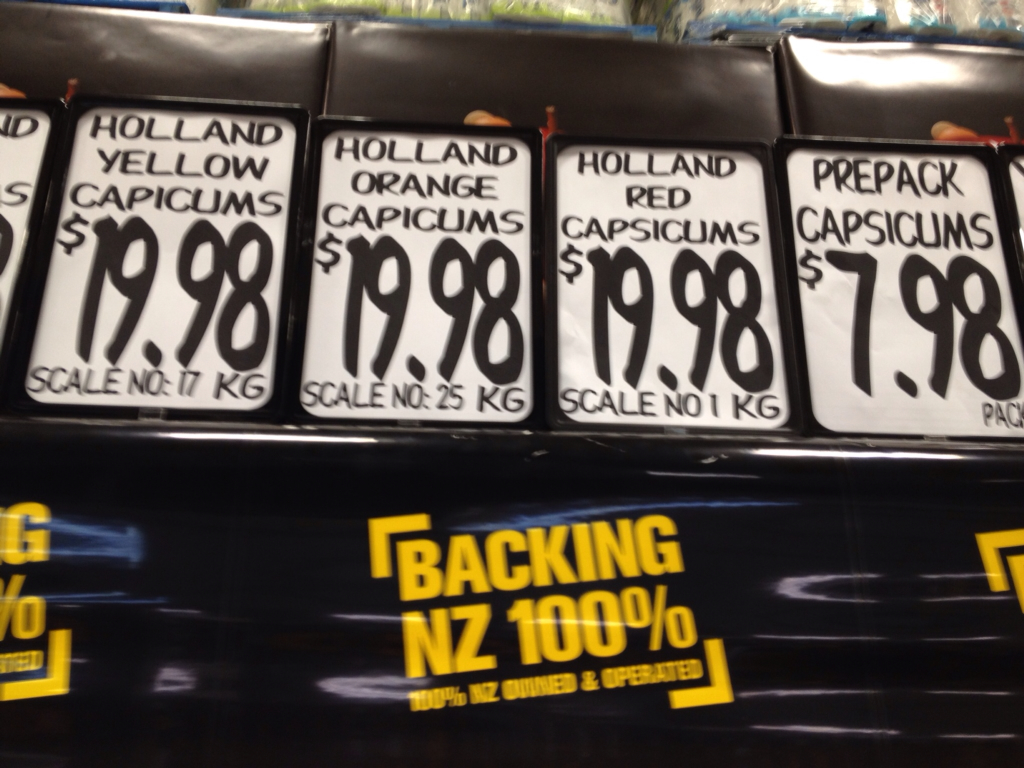 HOLLAND
YELLOW
CAPICUMS
$19.98
SCALE NO: 17 KG
HOLLAND
ORANGE
CAPICUMS
$19.98
SCALE NO: 25 KG
HOLLAND
RED
CAPSICUMS
$19.98
SCALE NO 1 KG
PREPACK
CAPSICUMS
$7.98
BACKING
NZ 100%
100% NZ OWNED & OPERATED